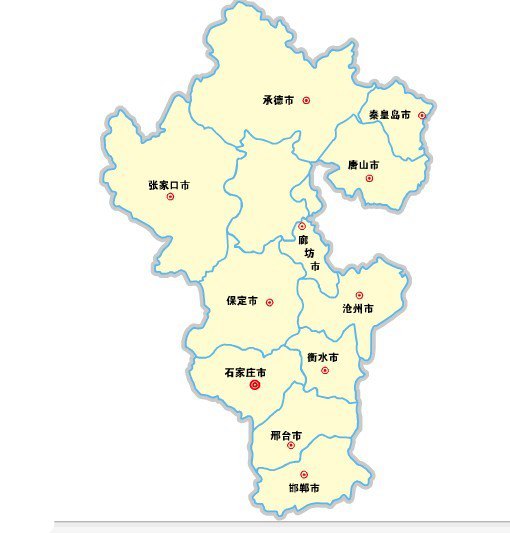 承德市
秦皇岛市
唐山市
张家口市
廊坊市
保定市
沧州市
衡水市
石家庄市
邢台市
邯郸市